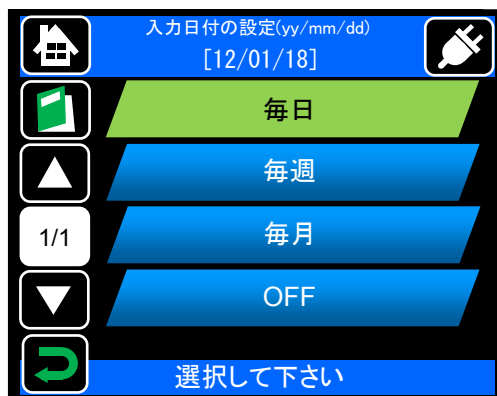 入力日付の設定(yy/mm/dd)
[12/01/18]
毎日
毎週
1/1
毎月
OFF
選択して下さい